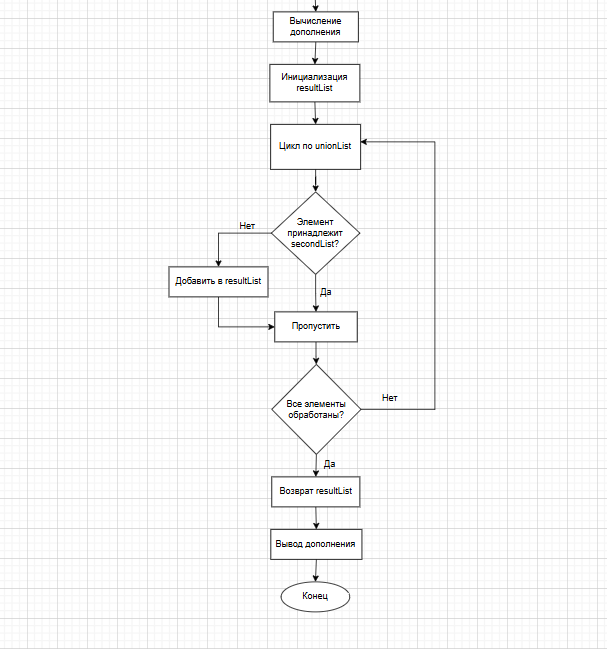 Вычисление
дополнения
Инициализация
resultList
Цикл по unionList
Элемент
принадлежит
secondList?
Нет
Добавить в resultList
Да
Пропустить
Все элементы
обработаны?
Нет
Да
Возврат resultList
Вывод дополнения
Конец